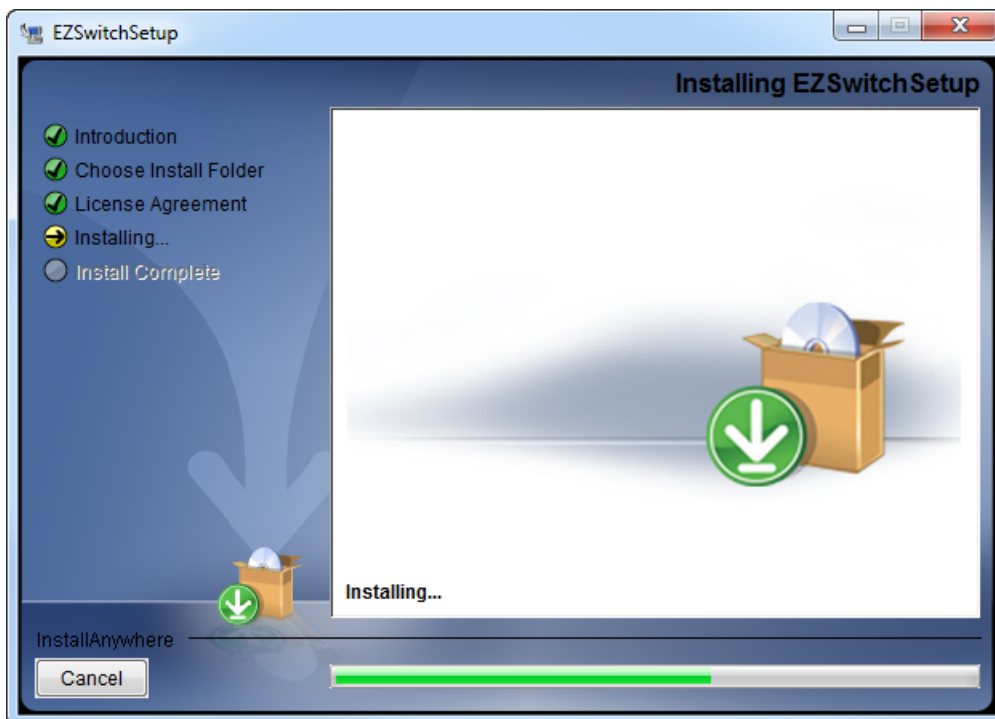 EZSwitchSetup
Installing EZSwitchSetup
Introduction
Choose Install Folder
License Agreement
Installing...
Install Complete
Installing...
InstallAnywhere
Cancel